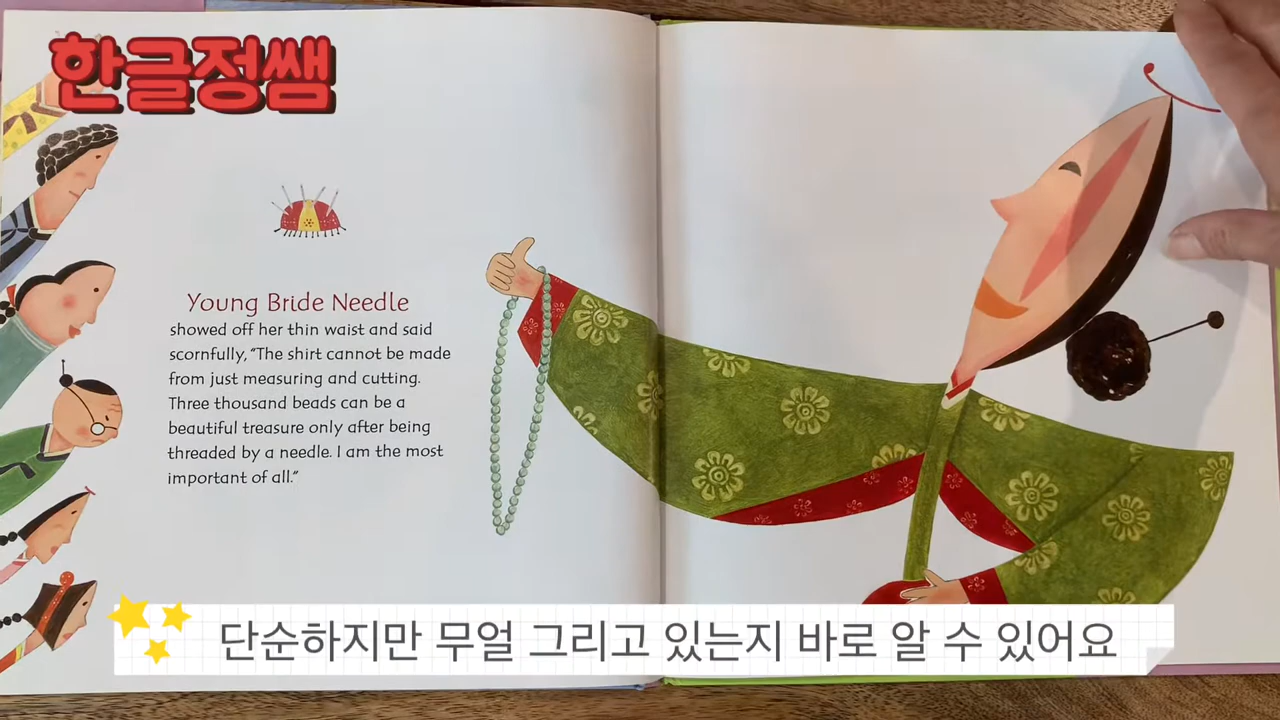 한글정쌤
Young Bride Needle
showed off her thin waist and said
scornfully, “The shirt cannot be made
from just measuring and cutting.
Three thousand beads can be a
beautiful treasure only after being
threaded by a needle. I am the most
important of all.”
단순하지만 무얼 그리고 있는지 바로 알 수 있어요